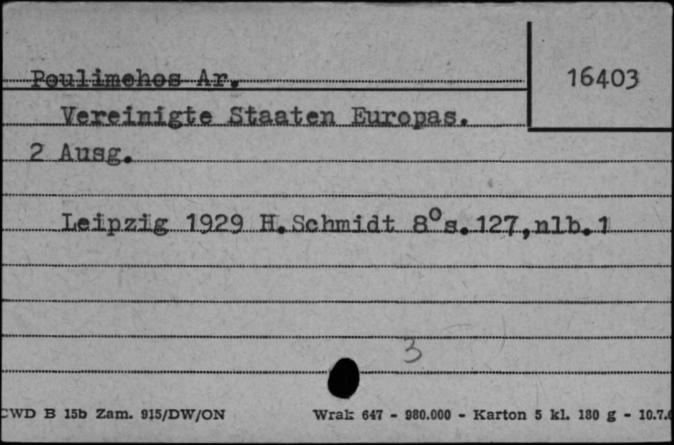 Poulimehos Ar.
16403
Vereinigte Staaten Europas.
2 Ausg.
Leipzig 1929 H.Schmidt 8°s.127,nlb.1
3
CWD B 15b Zam. 915/DW/ON
Wrak 647 - 980.000 - Karton 5 kl. 180 g - 10.7.